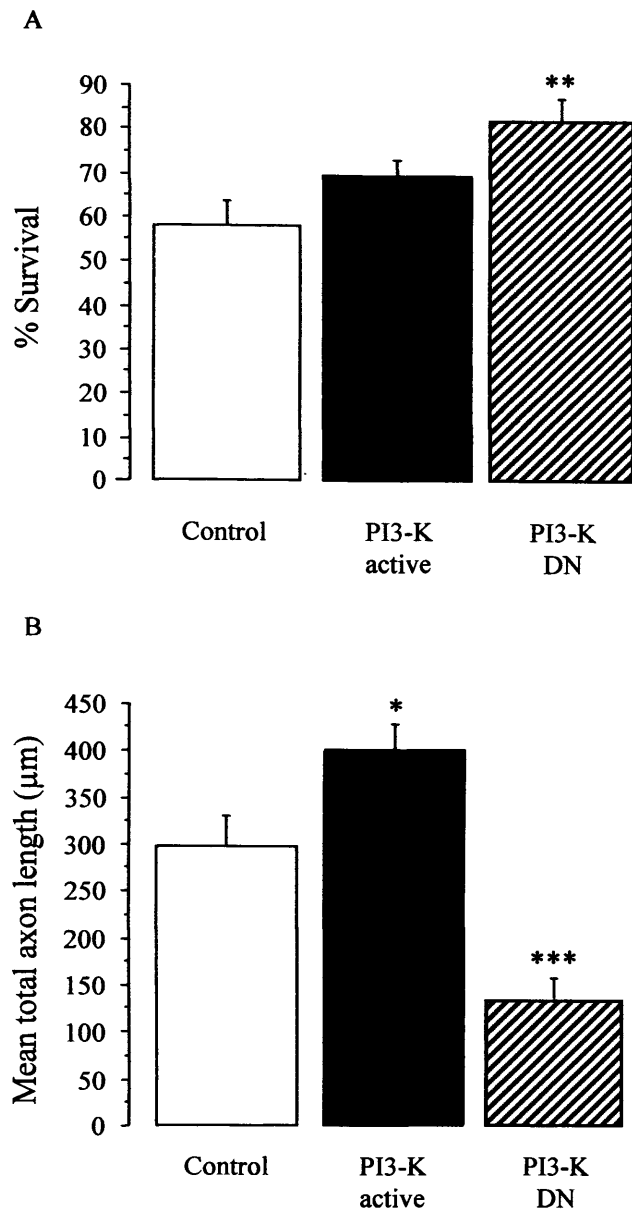 A
90
80
70
60
50
40
30
20
10
0
% Survival
**
Control
PI3-K
active
PI3-K
DN
B
450
400
350
300
250
200
150
100
50
0
Mean total axon length (μm)
*
***
Control
PI3-K
active
PI3-K
DN